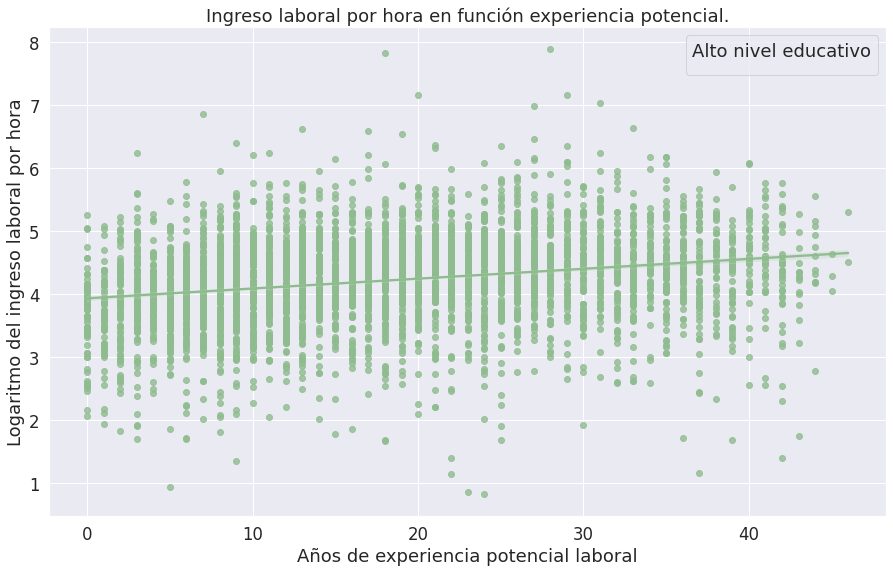 Ingreso laboral por hora en función experiencia potencial.
Alto nivel educativo
Logaritmo del ingreso laboral por hora
8
7
6
5
4
3
2
1
0 10 20 30 40
Años de experiencia potencial laboral